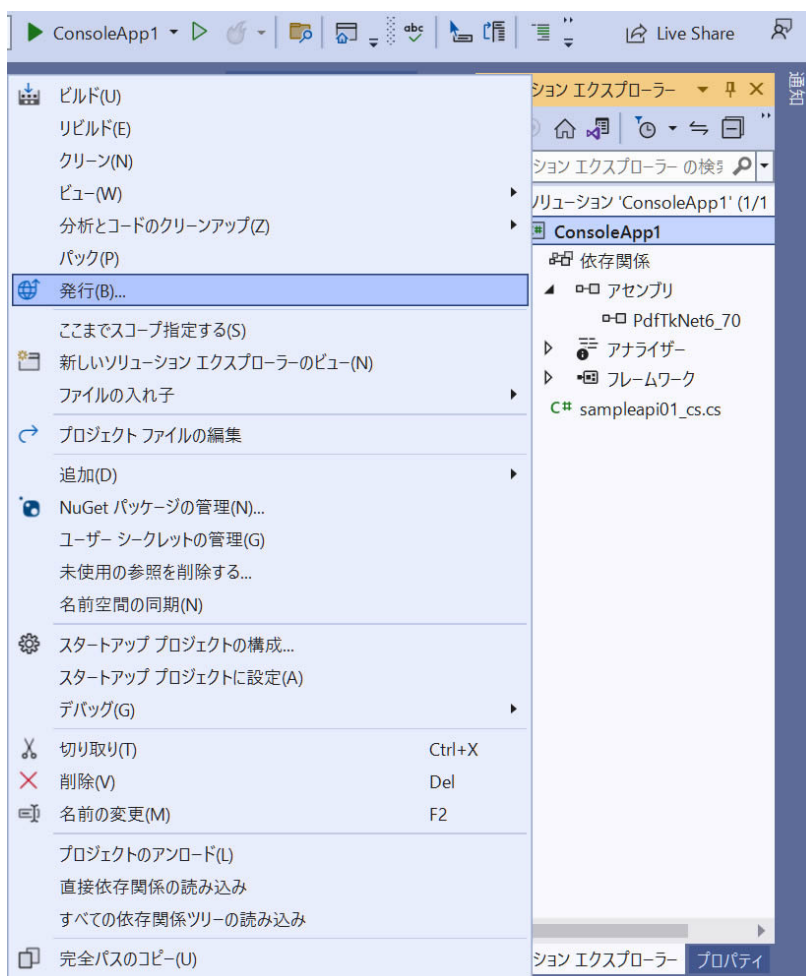 ConsoleApp1
abc
Live Share
通知
ビルド(U)
リビルド(E)
クリーン(N)
ビュー(W)
分析とコードのクリーンアップ(Z)
パック(P)
発行(B)...
ここまでスコープ指定する(S)
新しいソリューション エクスプローラーのビュー(N)
ファイルの入れ子
プロジェクト ファイルの編集
追加(D)
NuGet パッケージの管理(N)...
ユーザー シークレットの管理(G)
未使用の参照を削除する...
名前空間の同期(N)
スタートアップ プロジェクトの構成...
スタートアップ プロジェクトに設定(A)
デバッグ(G)
切り取り(T) Ctrl+X
削除(V) Del
名前の変更(M) F2
プロジェクトのアンロード(L)
直接依存関係の読み込み
すべての依存関係ツリーの読み込み
完全パスのコピー(U)
ション エクスプローラー
ション エクスプローラー の検
リューション 'ConsoleApp1' (1/1
ConsoleApp1
依存関係
アセンブリ
PdfTkNet6_70
アナライザー
フレームワーク
C# sampleapi01_cs.cs
ション エクスプローラー プロパティ